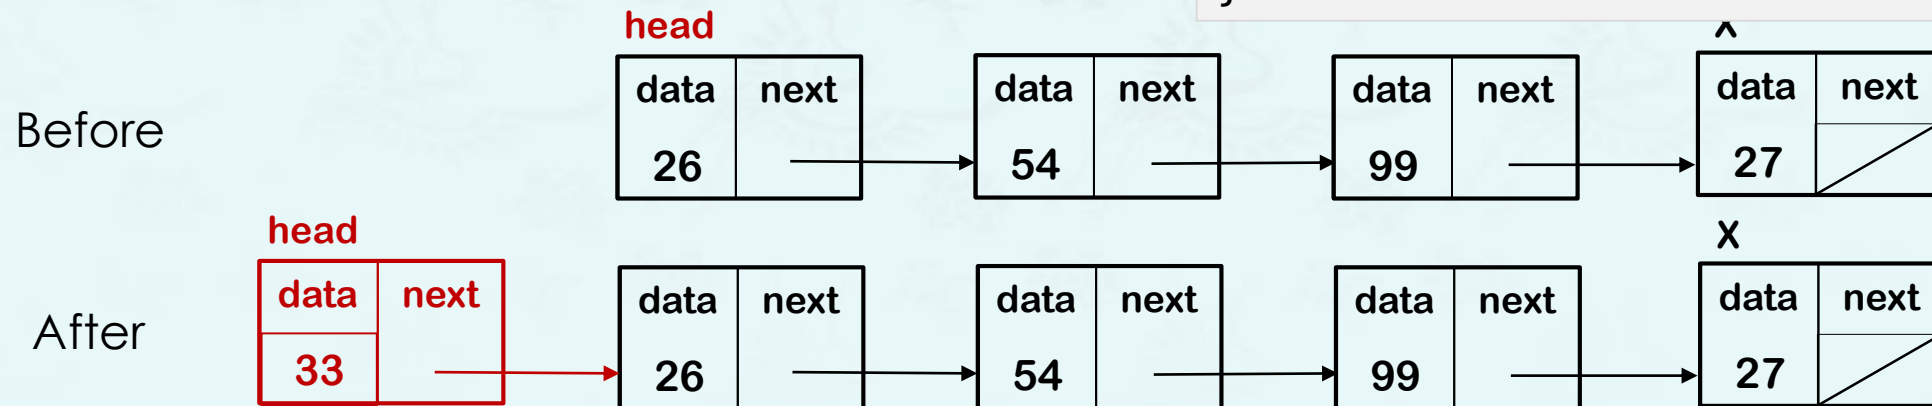 head
data next data next data next data next
Before
26 54 99 27
head
X
data next data next data next data next data next
After
33 26 54 99 27